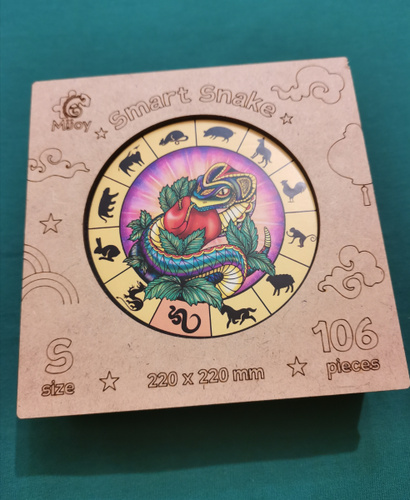 MiJoy
Smart Snake
S
size
220 x 220 mm
106
pieces